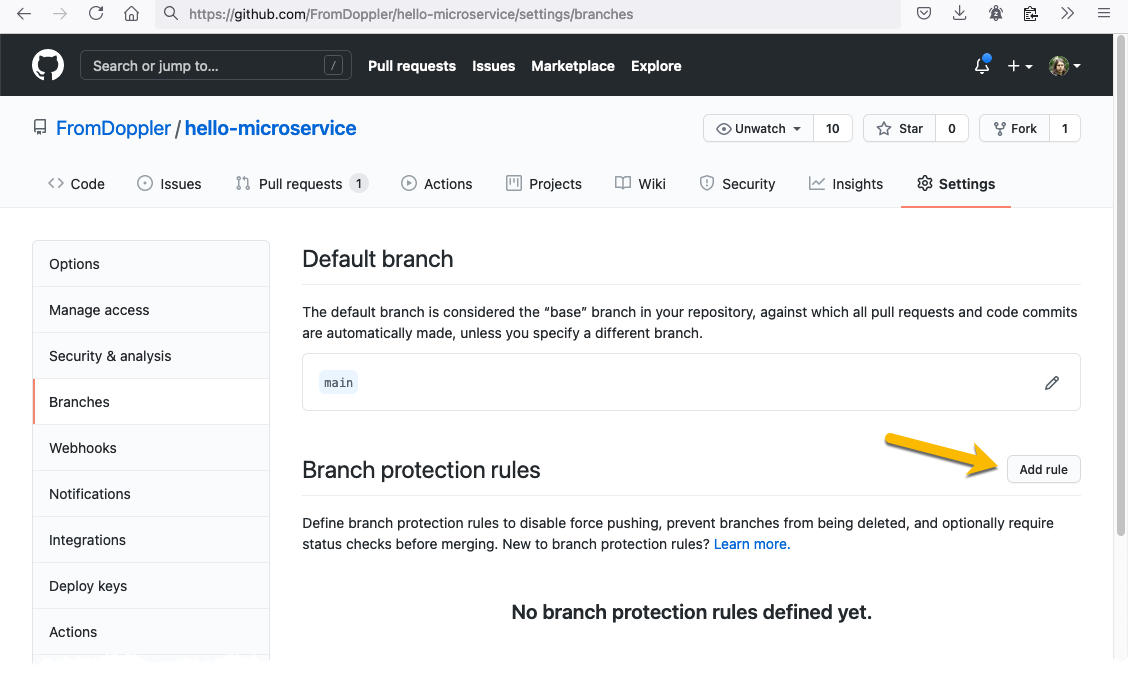 https://github.com/FromDoppler/hello-microservice/settings/branches
Search or jump to... /
Pull requests Issues Marketplace Explore
FromDoppler / hello-microservice
Unwatch 10 Star 0 Fork 1
Code Issues Pull requests 1 Actions Projects Wiki Security Insights Settings
Options
Manage access
Security & analysis
Branches
Webhooks
Notifications
Integrations
Deploy keys
Actions
Default branch
The default branch is considered the “base” branch in your repository, against which all pull requests and code commits
are automatically made, unless you specify a different branch.
main
Branch protection rules
Add rule
Define branch protection rules to disable force pushing, prevent branches from being deleted, and optionally require
status checks before merging. New to branch protection rules? Learn more.
No branch protection rules defined yet.